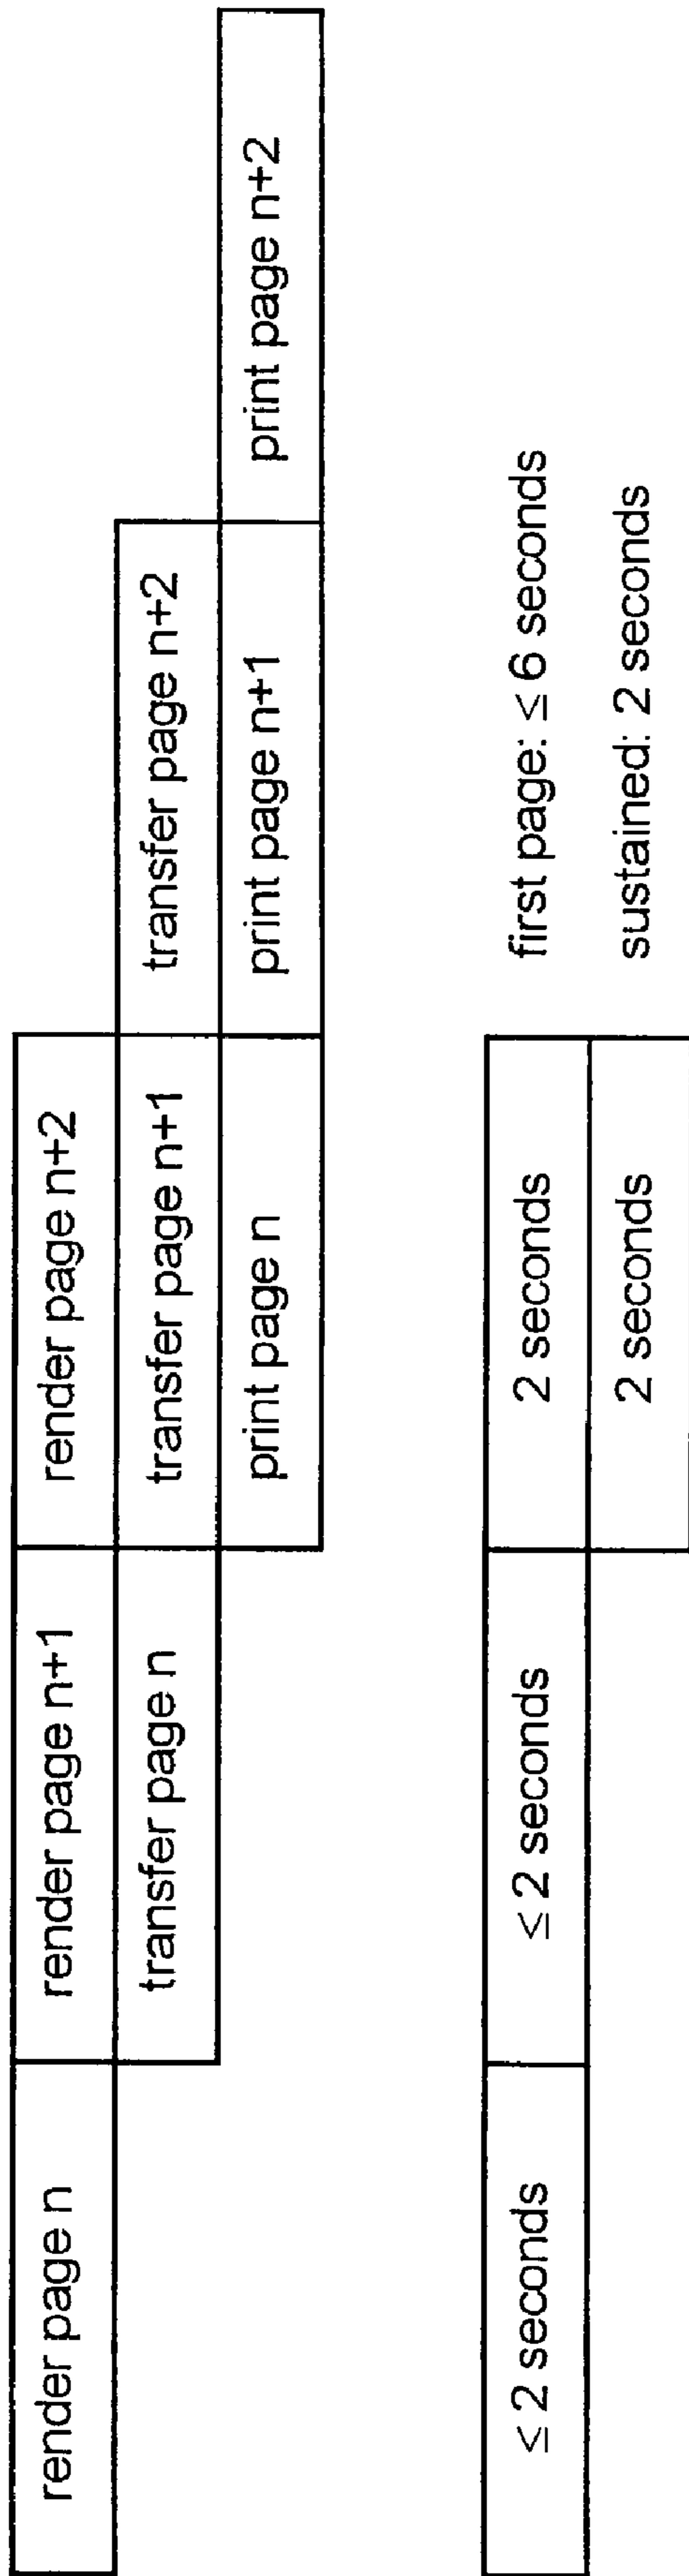 render page n
render page n+1
render page n+2
transfer page n
transfer page n+1
transfer page n+2
print page n
print page n+1
print page n+2
≤ 2 seconds
≤ 2 seconds
2 seconds
first page: ≤ 6 seconds
2 seconds
sustained: 2 seconds